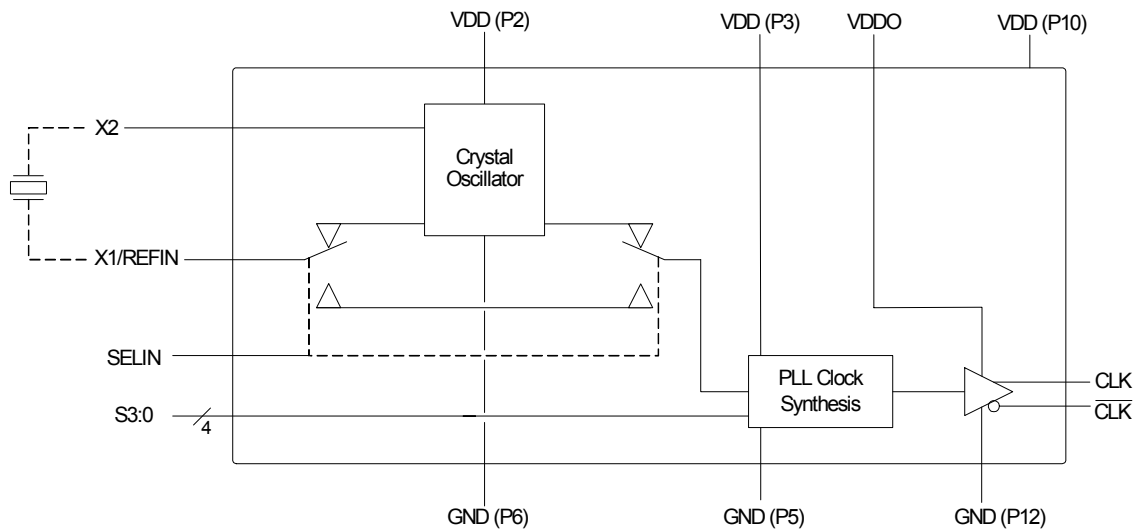 VDD (P2)
VDD (P3)
VDDO
VDD (P10)
X2
Crystal
Oscillator
X1/REFIN
SELIN
PLL Clock
Synthesis
CLK
CLK
S3:0
4
GND (P6)
GND (P5)
GND (P12)